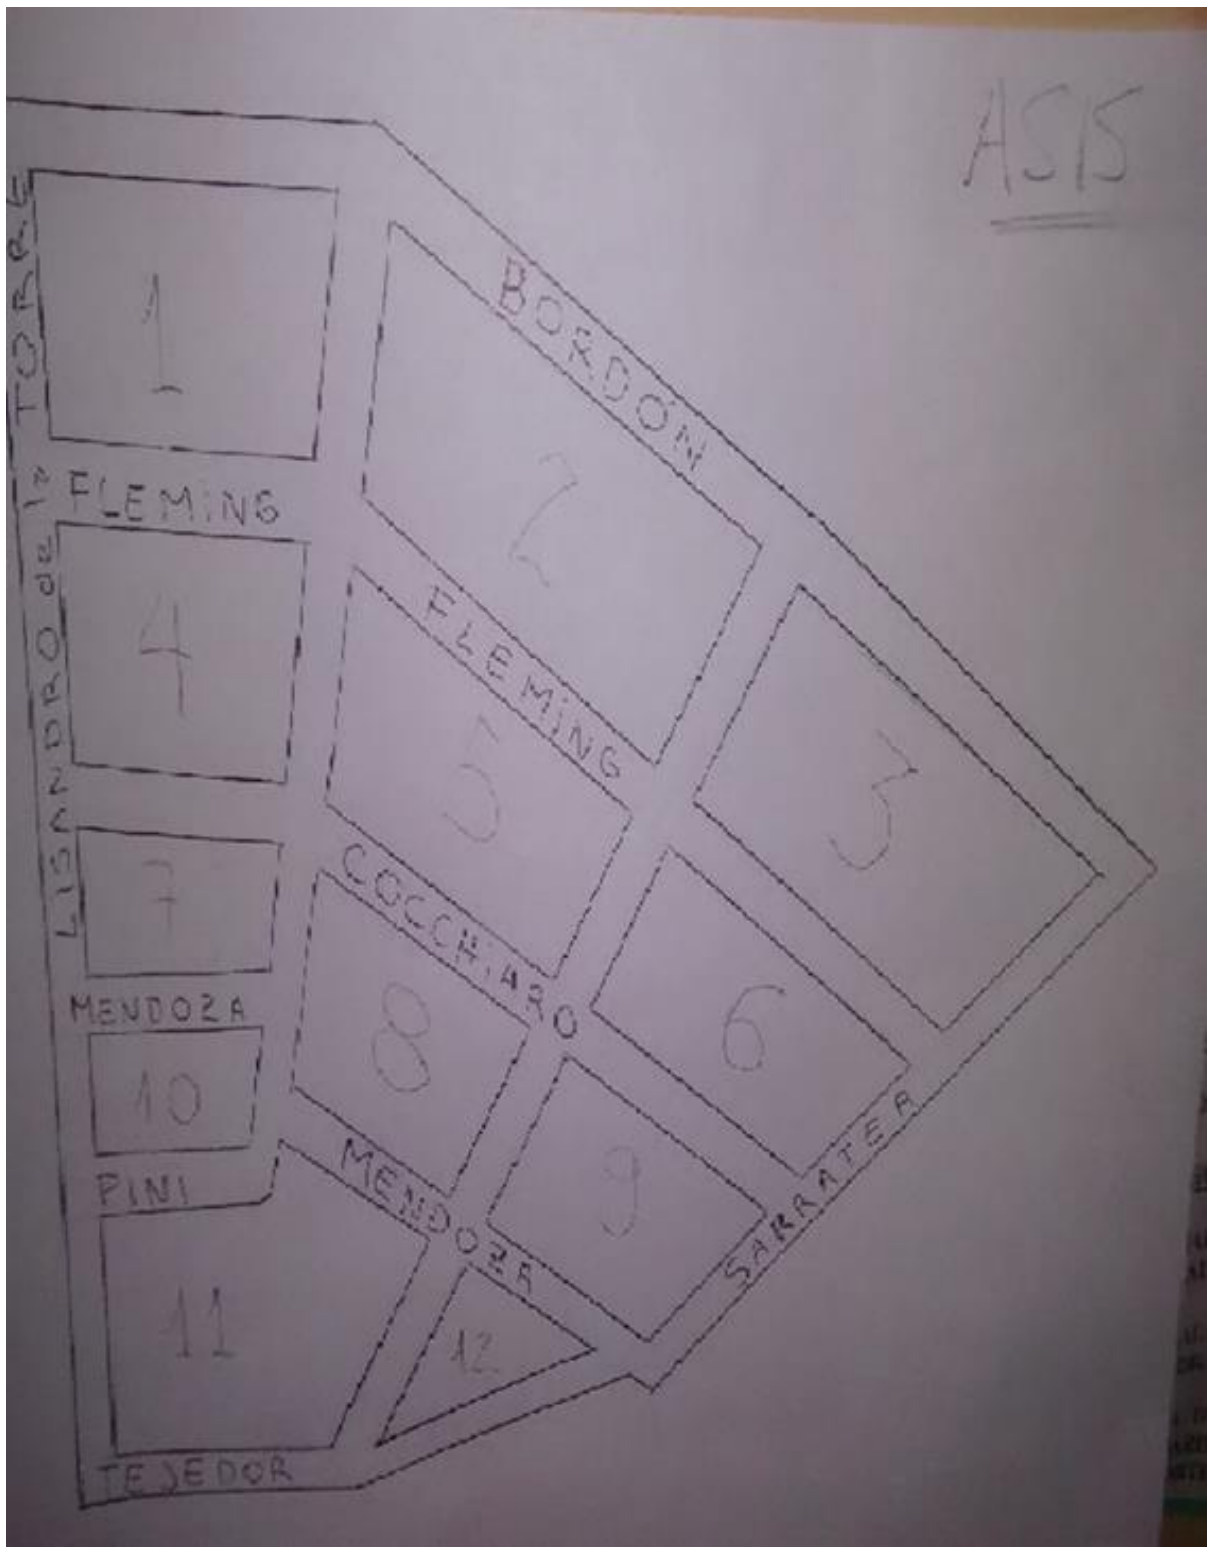 ASIS
BORDON
1
LISANDRO de la TORRE
FLEMING
2
FLEMING
3
4
5
COCCHiARO
6
7
8
MENDOZA
9
10
MENDOZA
SARRATEA
PINI
11
12
TEJEDOR